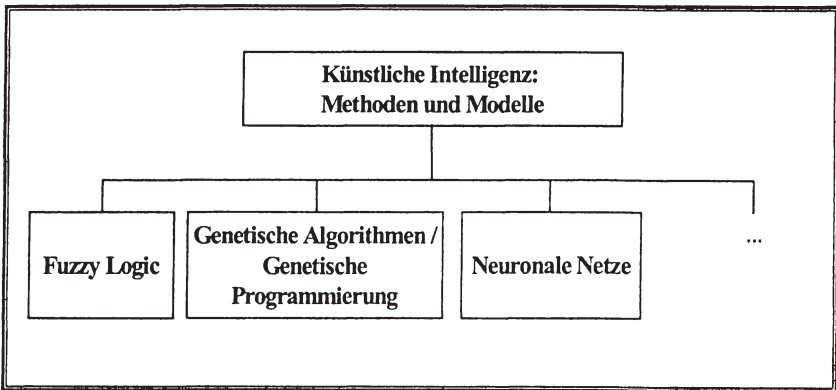 Künstliche Intelligenz:
Methoden und Modelle
Fuzzy Logic
Genetische Algorithmen /
Genetische
Programmierung
Neuronale Netze
...